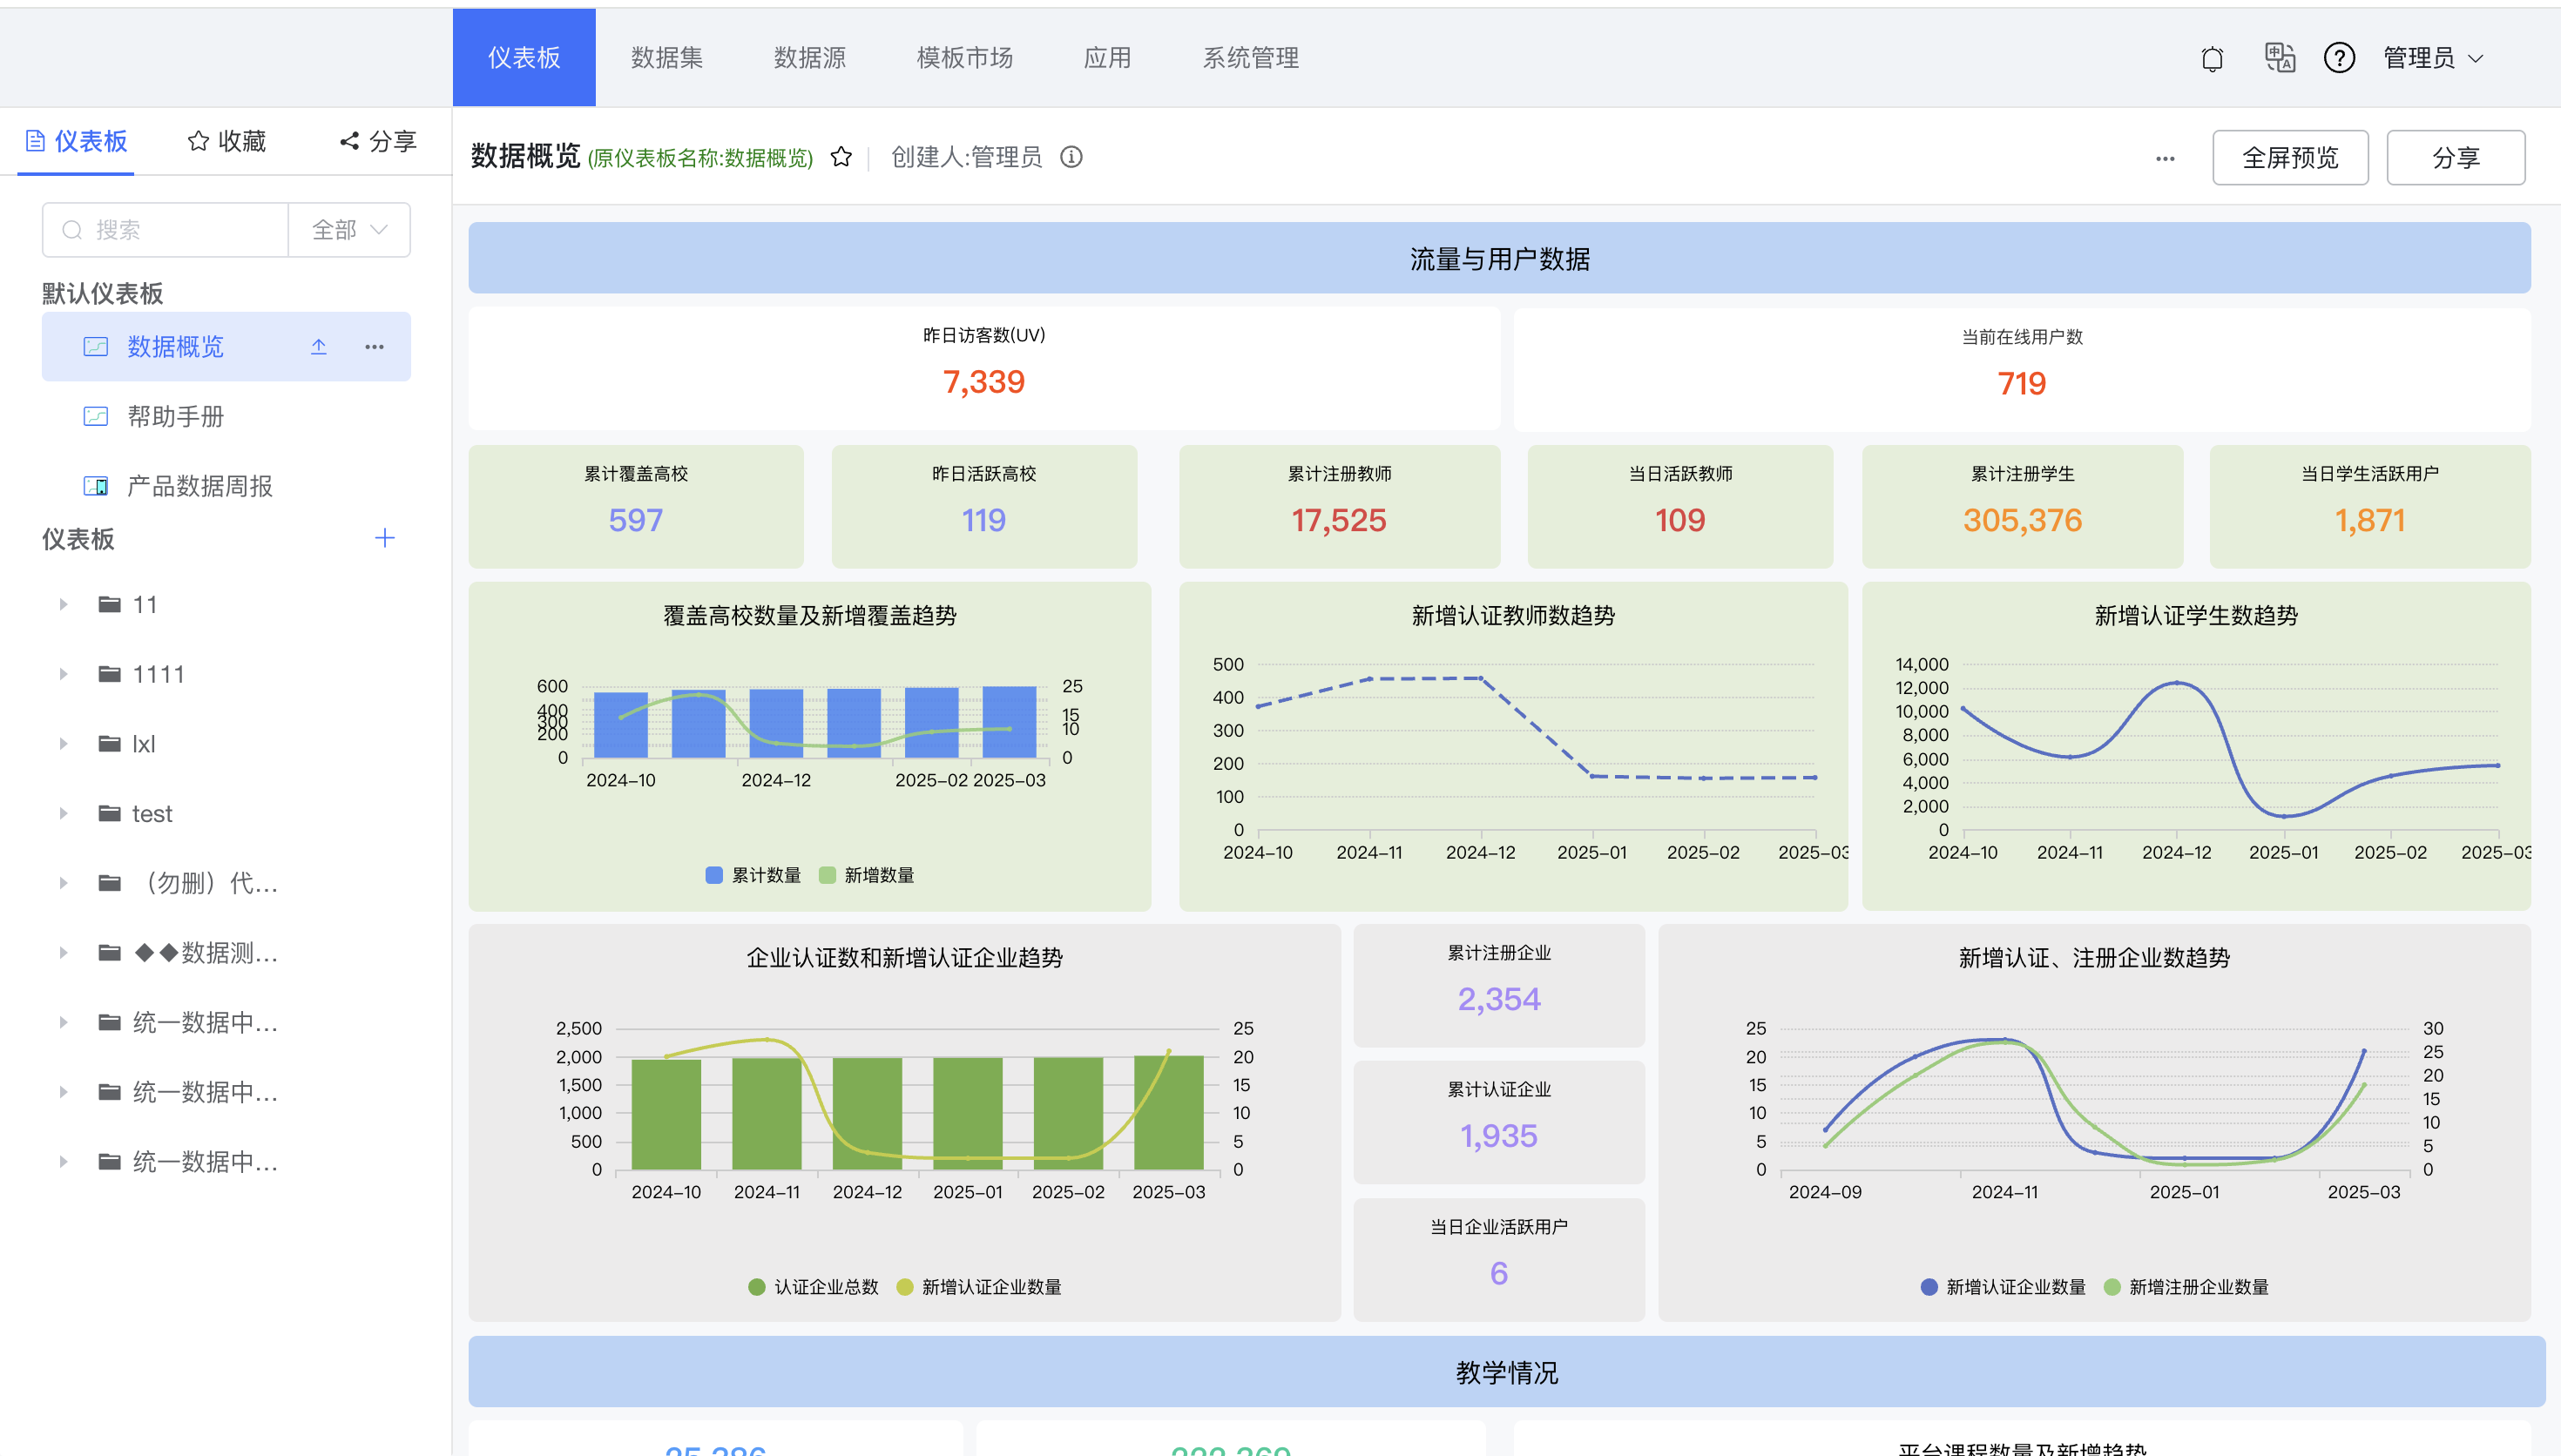 仪表板 数据集 数据源 模板市场 应用 系统管理 管理员
仪表板 收藏 分享
搜索 全部
默认仪表板
数据概览
帮助手册
产品数据周报
仪表板
11
1111
lxl
test
（勿删）代...
◆◆数据测...
统一数据中...
统一数据中...
统一数据中...
数据概览 (原仪表板名称:数据概览) 创建人:管理员 全屏预览 分享
流量与用户数据
昨日访客数(UV)
7,339
当前在线用户数
719
累计覆盖高校
597
昨日活跃高校
119
累计注册教师
17,525
当日活跃教师
109
累计注册学生
305,376
当日学生活跃用户
1,871
覆盖高校数量及新增覆盖趋势
600
400
300
200
0
25
15
10
0
2024-10 2024-12 2025-02 2025-03
累计数量 新增数量
新增认证教师数趋势
500
400
300
200
100
0
2024-10 2024-11 2024-12 2025-01 2025-02 2025-03
新增认证学生数趋势
14,000
12,000
10,000
8,000
6,000
4,000
2,000
0
2024-10 2024-11 2024-12 2025-01 2025-02 2025-03
企业认证数和新增认证企业趋势
2,500
2,000
1,500
1,000
500
0
25
20
15
10
5
0
2024-10 2024-11 2024-12 2025-01 2025-02 2025-03
认证企业总数 新增认证企业数量
累计注册企业
2,354
累计认证企业
1,935
当日企业活跃用户
6
新增认证、注册企业数趋势
25
20
15
10
5
0
30
25
20
15
10
5
0
2024-09 2024-11 2025-01 2025-03
新增认证企业数量 新增注册企业数量
教学情况
平台课程数量及新增趋势